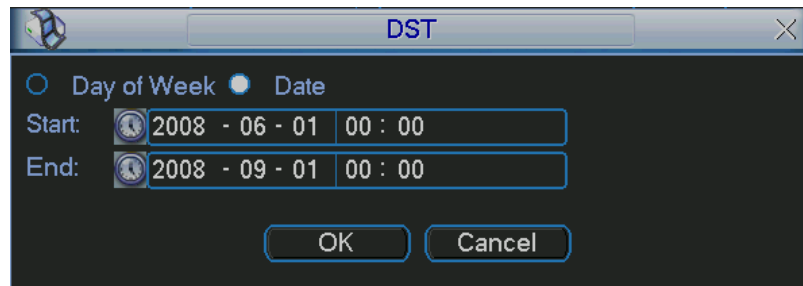 DST
Day of Week Date
Start: 2008 - 06 - 01 00 : 00
End: 2008 - 09 - 01 00 : 00
OK Cancel